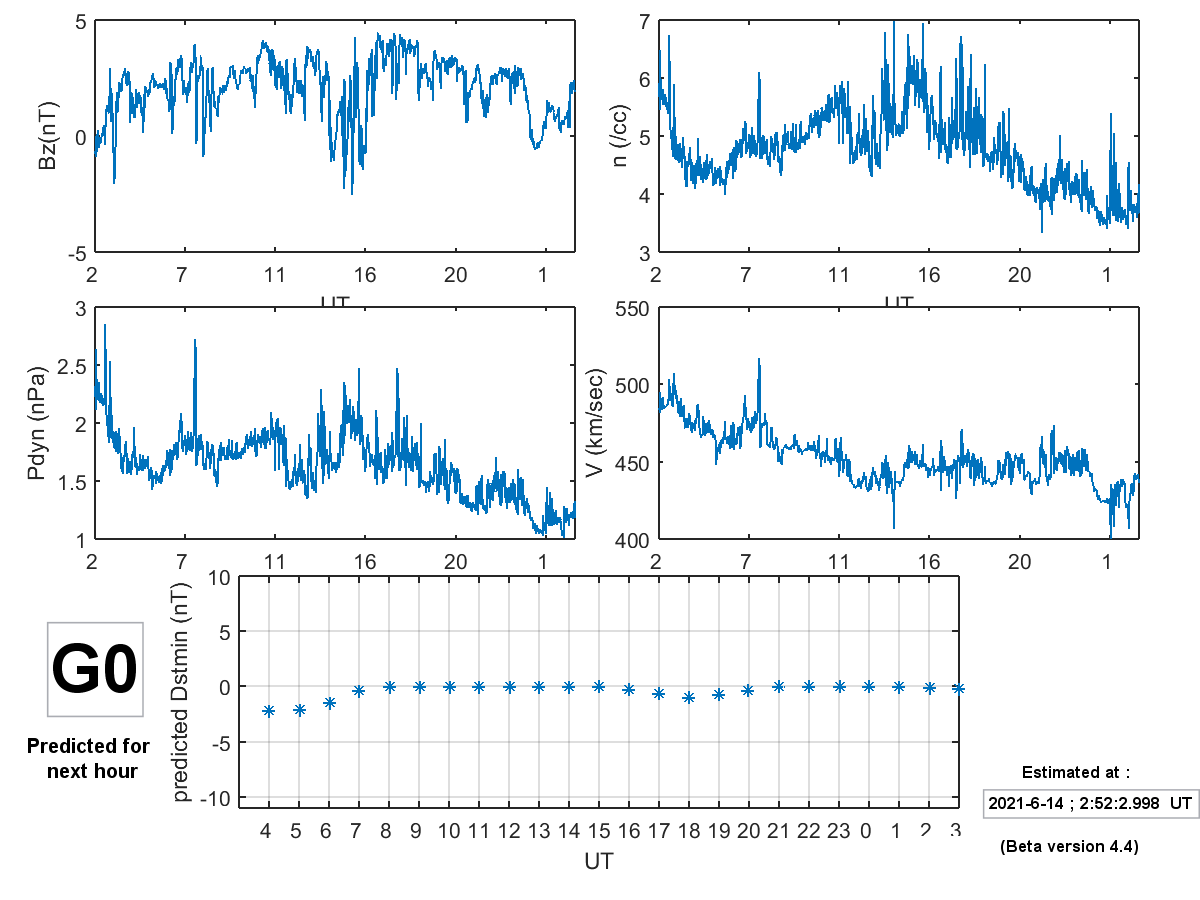 5
0
-5
Bz(nT)
2 7 11 16 20 1
UT
7
6
5
4
3
n (/cc)
2 7 11 16 20 1
UT
3
2.5
2
1.5
1
Pdyn (nPa)
2 7 11 16 20 1
550
500
450
400
V (km/sec)
2 7 11 16 20 1
10
5
0
-5
-10
predicted Dstmin (nT)
4 5 6 7 8 9 10 11 12 13 14 15 16 17 18 19 20 21 22 23 0 1 2 3
UT
G0
Predicted for
next hour
Estimated at :
2021-6-14 ; 2:52:2.998 UT
(Beta version 4.4)